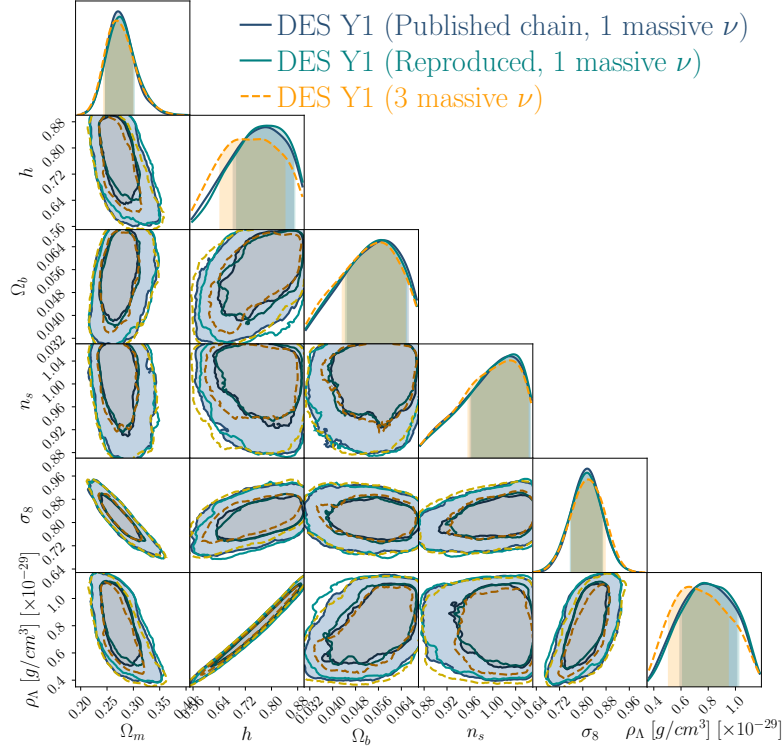 DES Y1 (Published chain, 1 massive ν)
DES Y1 (Reproduced, 1 massive ν)
DES Y1 (3 massive ν)
h
0.88
0.80
0.72
0.64
0.56
Ω_b
0.064
0.056
0.048
0.040
0.032
n_s
1.04
1.00
0.96
0.92
0.88
σ_8
0.96
0.88
0.80
0.72
0.64
ρ_Λ [g/cm^3] [×10^{-29}]
1.0
0.8
0.6
0.4
0.20 0.25 0.30 0.35 0.40
Ω_m
0.56 0.64 0.72 0.80 0.88
h
0.032 0.040 0.048 0.056 0.064
Ω_b
0.88 0.92 0.96 1.00 1.04
n_s
0.64 0.72 0.80 0.88 0.96
σ_8
0.4 0.6 0.8 1.0
ρ_Λ [g/cm^3] [×10^{-29}]